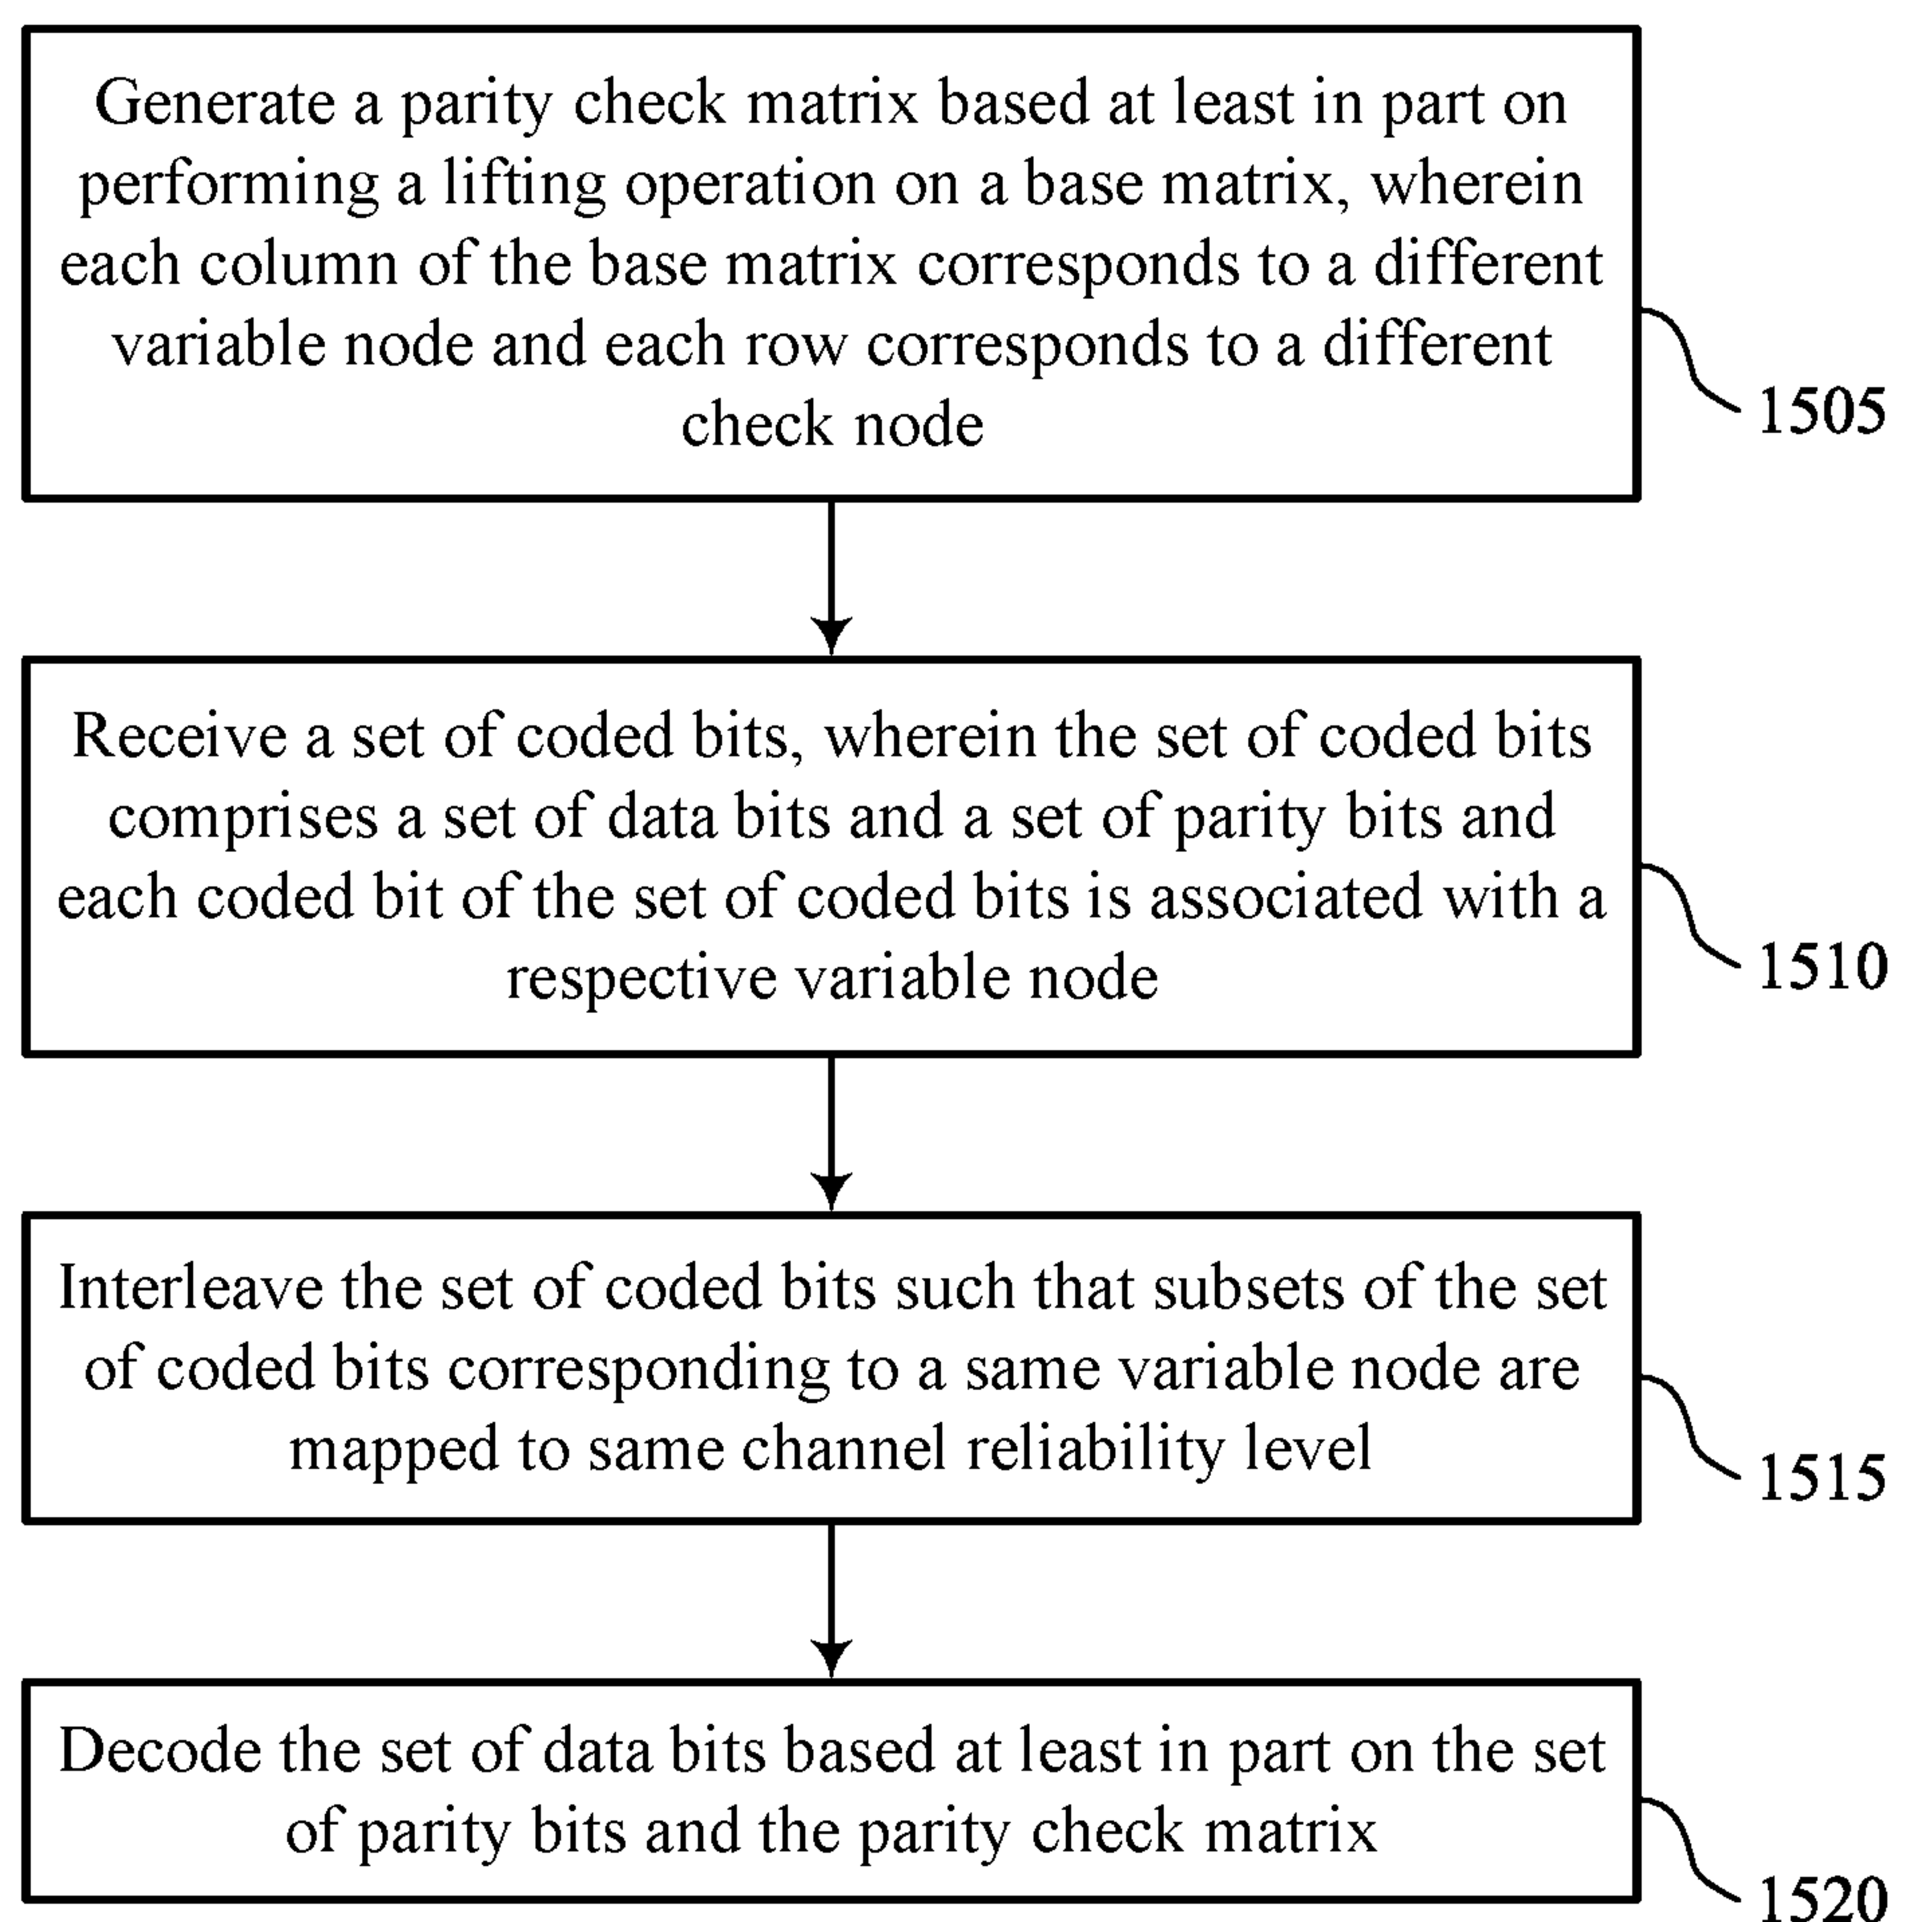 Generate a parity check matrix based at least in part on
performing a lifting operation on a base matrix, wherein
each column of the base matrix corresponds to a different
variable node and each row corresponds to a different
check node
1505
Receive a set of coded bits, wherein the set of coded bits
comprises a set of data bits and a set of parity bits and
each coded bit of the set of coded bits is associated with a
respective variable node
1510
Interleave the set of coded bits such that subsets of the set
of coded bits corresponding to a same variable node are
mapped to same channel reliability level
1515
Decode the set of data bits based at least in part on the set
of parity bits and the parity check matrix
1520